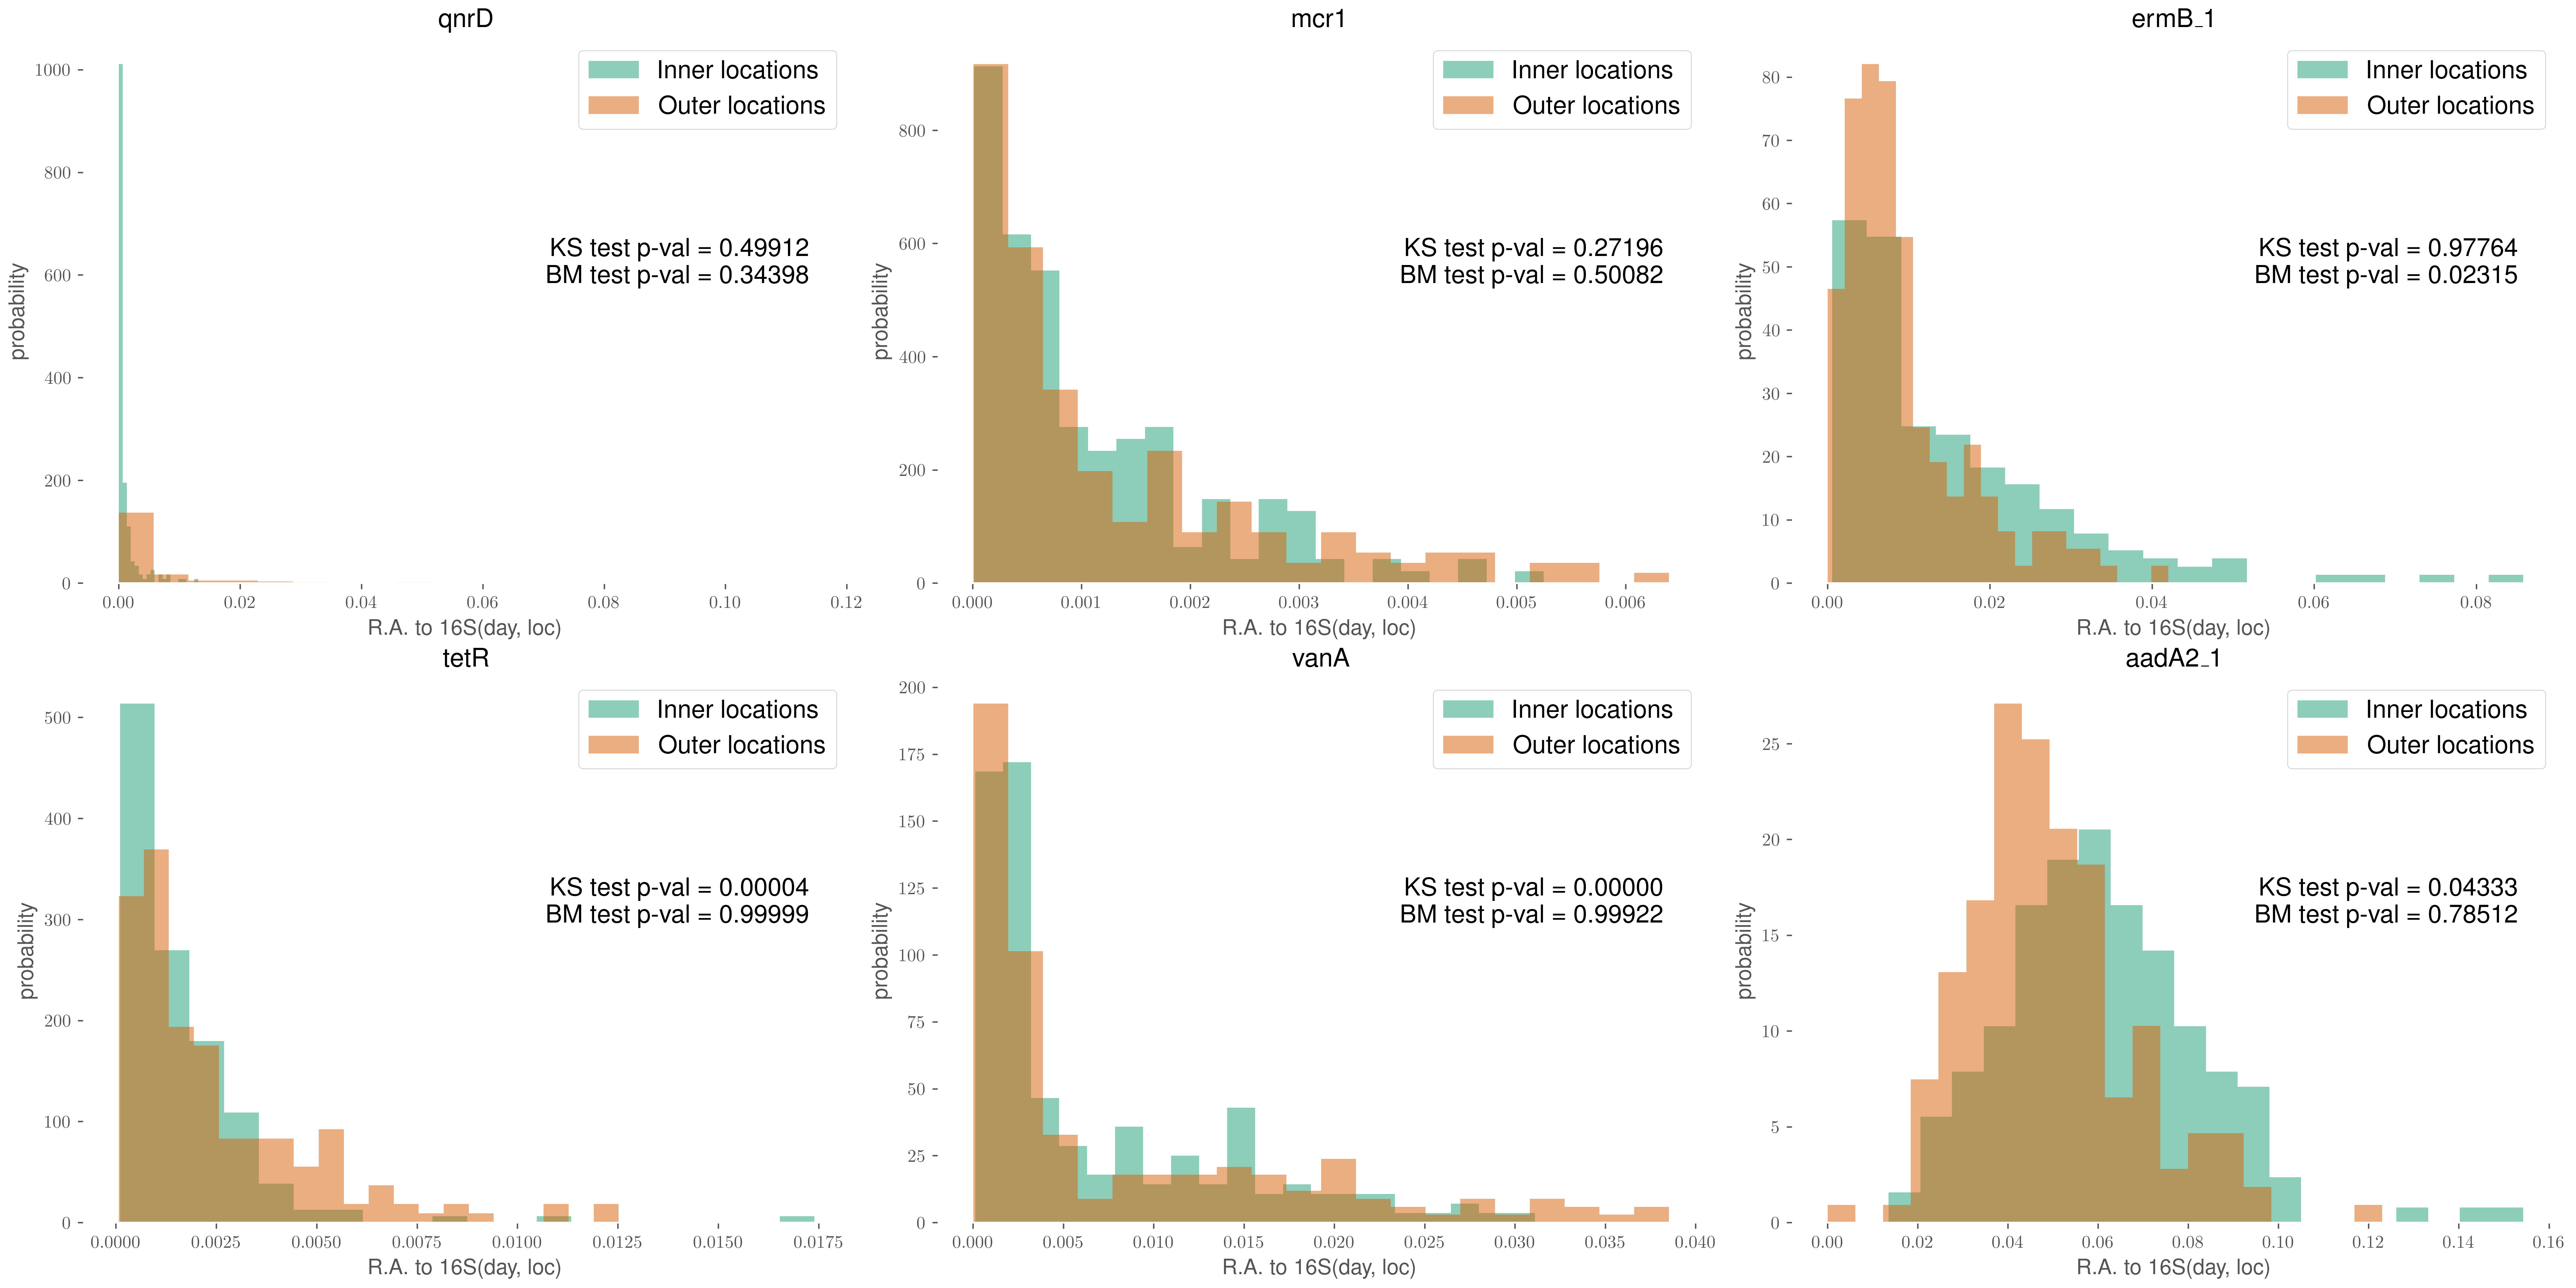 qnrD
Inner locations
Outer locations
KS test p-val = 0.49912
BM test p-val = 0.34398
probability
1000
800
600
400
200
0
0.00 0.02 0.04 0.06 0.08 0.10 0.12
R.A. to 16S(day, loc)
mcr1
Inner locations
Outer locations
KS test p-val = 0.27196
BM test p-val = 0.50082
probability
800
600
400
200
0
0.000 0.001 0.002 0.003 0.004 0.005 0.006
R.A. to 16S(day, loc)
ermB_1
Inner locations
Outer locations
KS test p-val = 0.97764
BM test p-val = 0.02315
probability
80
70
60
50
40
30
20
10
0
0.00 0.02 0.04 0.06 0.08
R.A. to 16S(day, loc)
tetR
Inner locations
Outer locations
KS test p-val = 0.00004
BM test p-val = 0.99999
probability
500
400
300
200
100
0
0.0000 0.0025 0.0050 0.0075 0.0100 0.0125 0.0150 0.0175
R.A. to 16S(day, loc)
vanA
Inner locations
Outer locations
KS test p-val = 0.00000
BM test p-val = 0.99922
probability
200
175
150
125
100
75
50
25
0
0.000 0.005 0.010 0.015 0.020 0.025 0.030 0.035 0.040
R.A. to 16S(day, loc)
aadA2_1
Inner locations
Outer locations
KS test p-val = 0.04333
BM test p-val = 0.78512
probability
25
20
15
10
5
0
0.00 0.02 0.04 0.06 0.08 0.10 0.12 0.14 0.16
R.A. to 16S(day, loc)